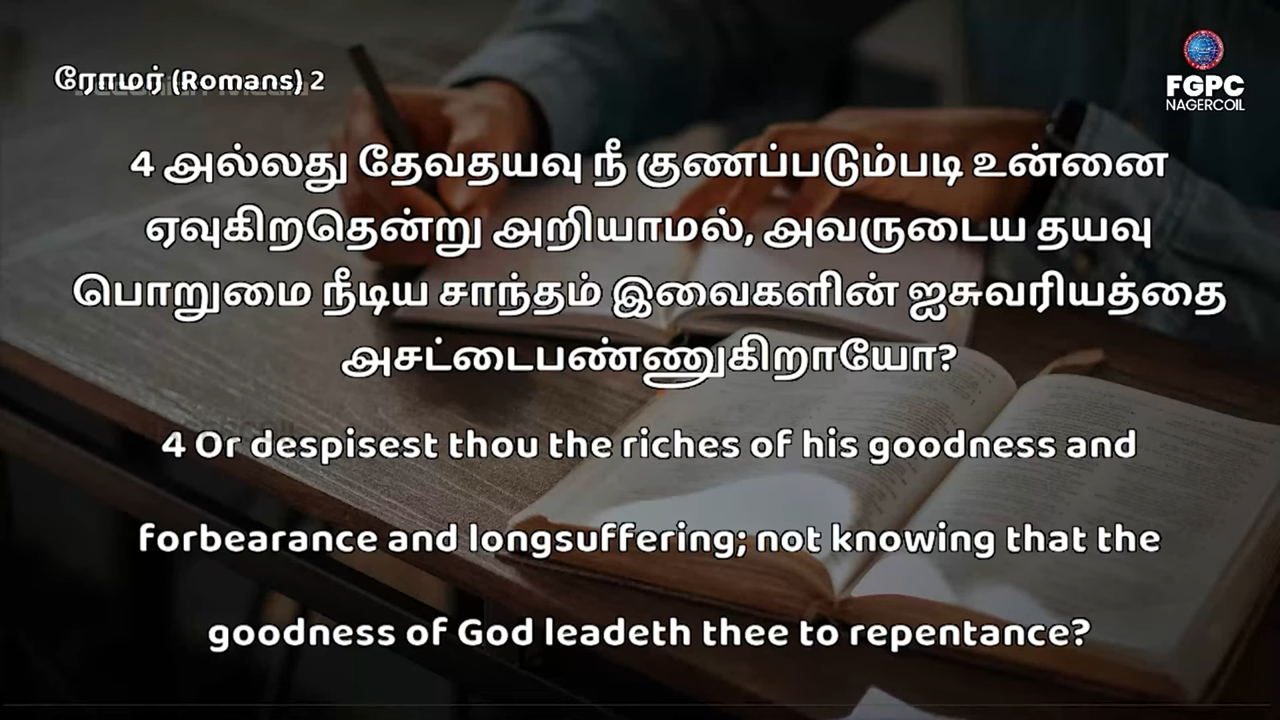 ரோமர் (Romans) 2
FGPC
NAGERCOIL
4 அல்லது தேவதயவு நீ குணப்படும்படி உன்னை
ஏவுகிறதென்று அறியாமல், அவருடைய தயவு
பொறுமை நீடிய சாந்தம் இவைகளின் ஐசுவரியத்தை
அசட்டைபண்ணுகிறாயோ?
4 Or despisest thou the riches of his goodness and
forbearance and longsuffering; not knowing that the
goodness of God leadeth thee to repentance?